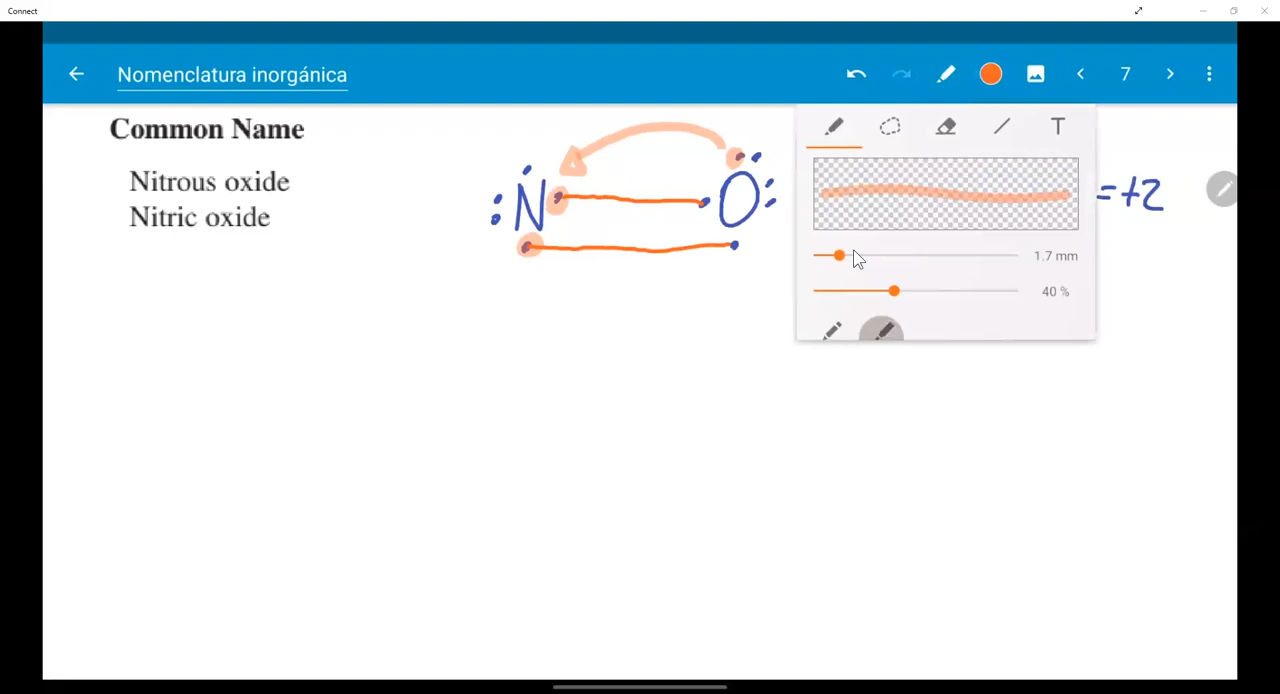 Connect
Nomenclatura inorgánica
7
T
Common Name
Nitrous oxide
Nitric oxide
N O = +2
1.7 mm
40 %